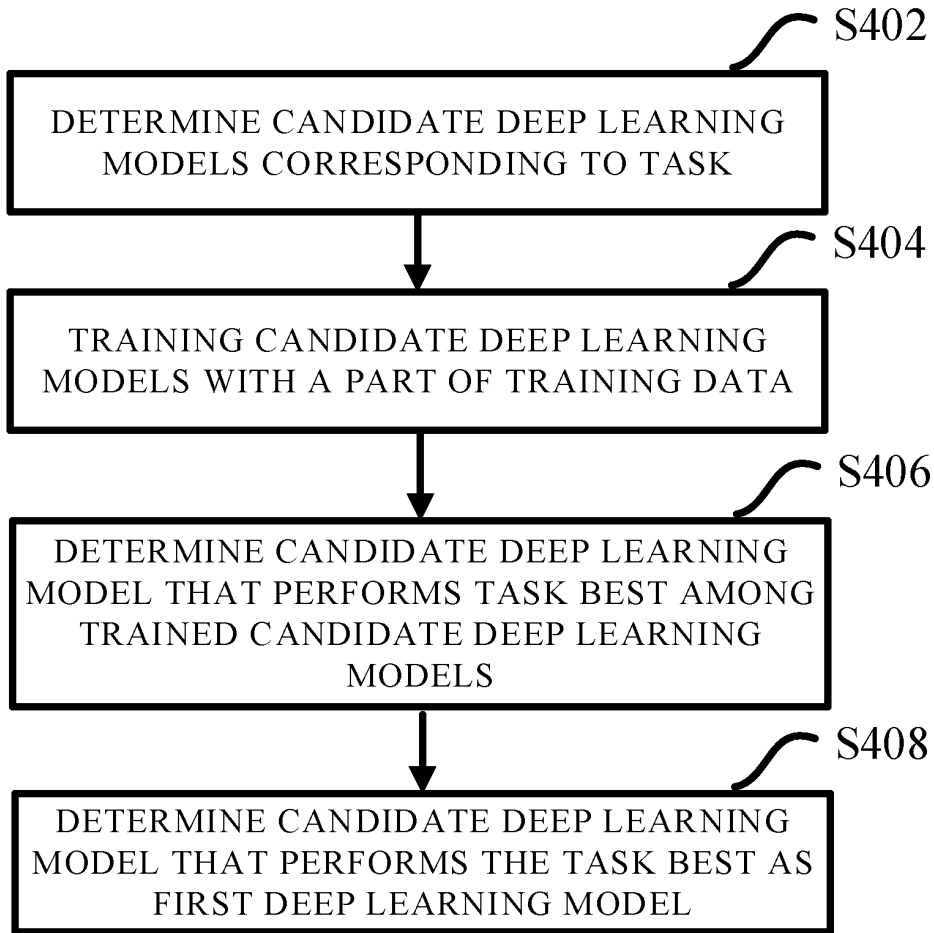 S402
DETERMINE CANDIDATE DEEP LEARNING
MODELS CORRESPONDING TO TASK
S404
TRAINING CANDIDATE DEEP LEARNING
MODELS WITH A PART OF TRAINING DATA
S406
DETERMINE CANDIDATE DEEP LEARNING
MODEL THAT PERFORMS TASK BEST AMONG
TRAINED CANDIDATE DEEP LEARNING
MODELS
S408
DETERMINE CANDIDATE DEEP LEARNING
MODEL THAT PERFORMS THE TASK BEST AS
FIRST DEEP LEARNING MODEL